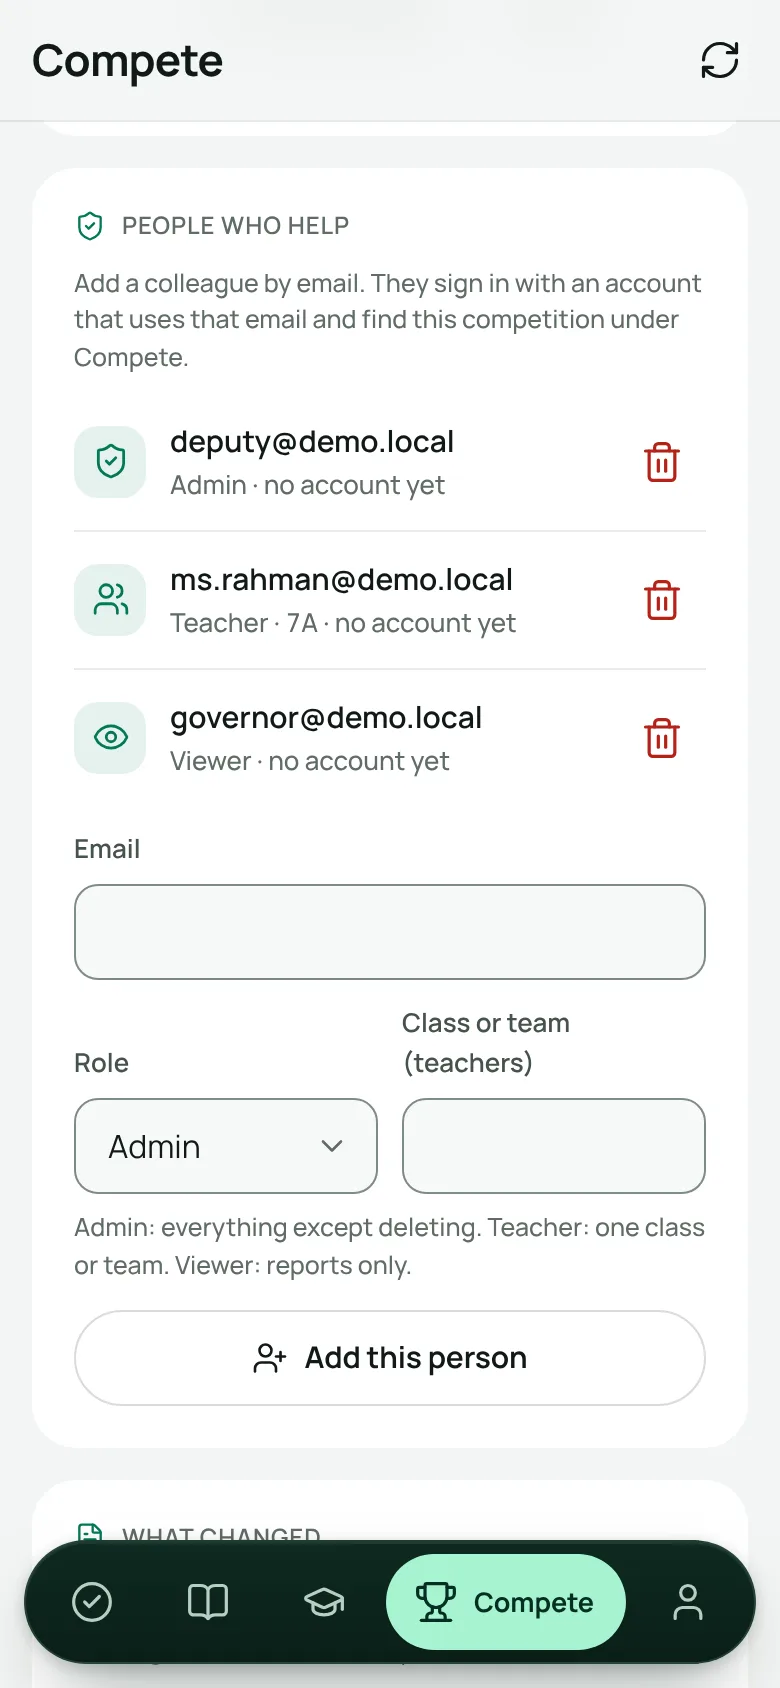 Compete
PEOPLE WHO HELP
Add a colleague by email. They sign in with an account
that uses that email and find this competition under
Compete.
deputy@demo.local
Admin · no account yet
ms.rahman@demo.local
Teacher · 7A · no account yet
governor@demo.local
Viewer · no account yet
Email
Class or team
(teachers)
Role
Admin
Admin: everything except deleting. Teacher: one class
or team. Viewer: reports only.
Add this person
WHAT CHANGED
Compete